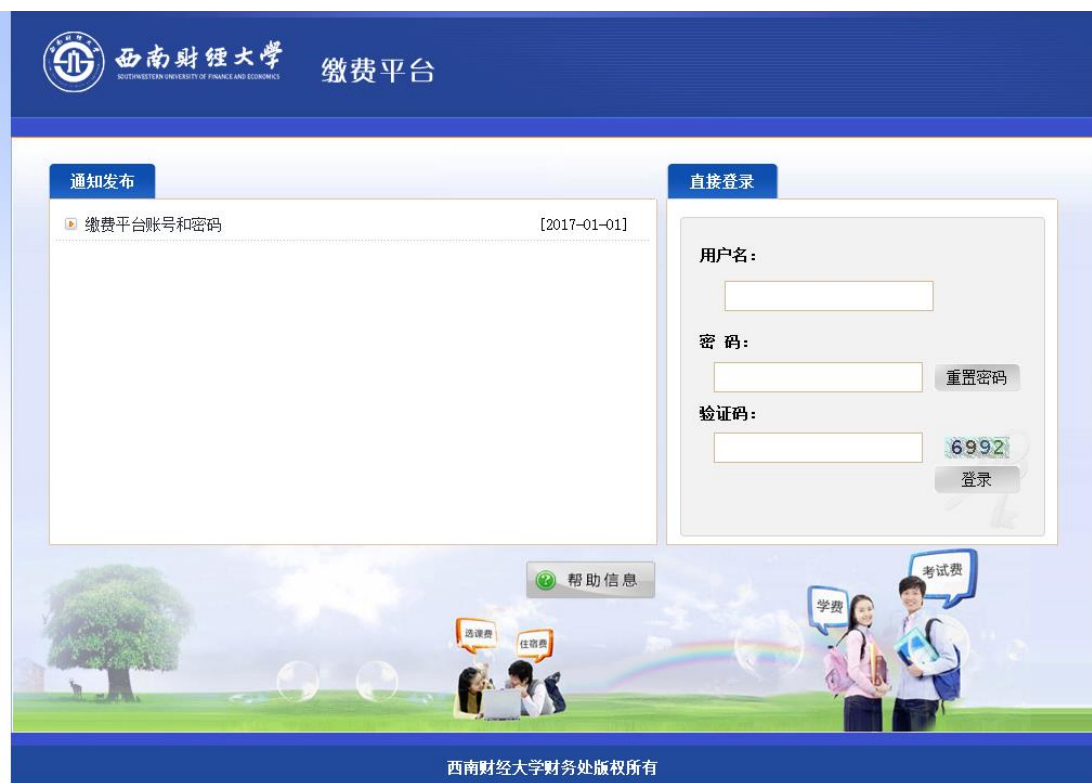 西南财经大学
SOUTHWESTERN UNIVERSITY OF FINANCE AND ECONOMICS
缴费平台
通知发布
缴费平台账号和密码 [2017-01-01]
直接登录
用户名：
密 码：
重置密码
验证码：
6992
登录
帮助信息
选课费
住宿费
学费
考试费
西南财经大学财务处版权所有